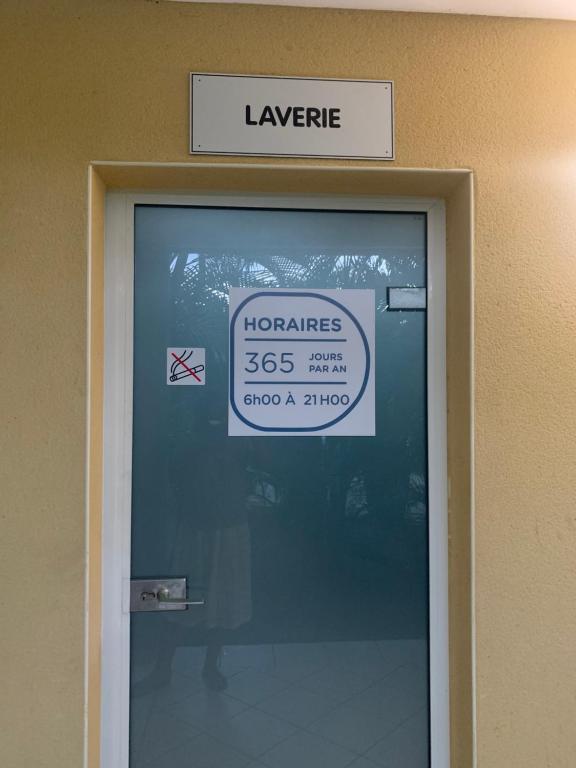 LAVERIE
HORAIRES
365 JOURS
PAR AN
6h00 À 21H00